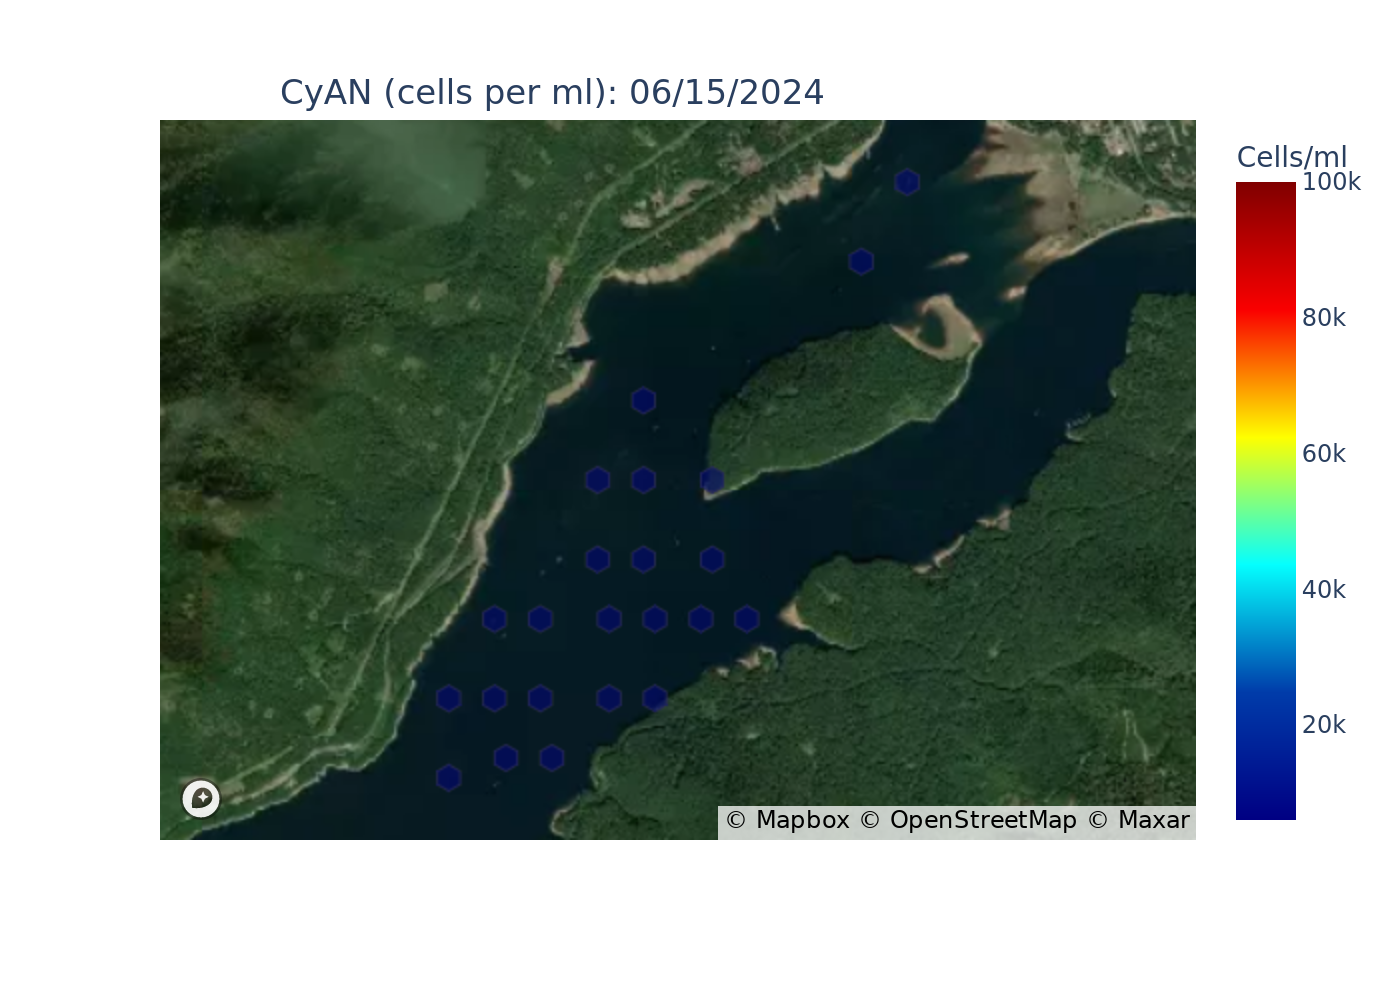 CyAN (cells per ml): 06/15/2024
Cells/ml
100k
80k
60k
40k
20k
© Mapbox © OpenStreetMap © Maxar